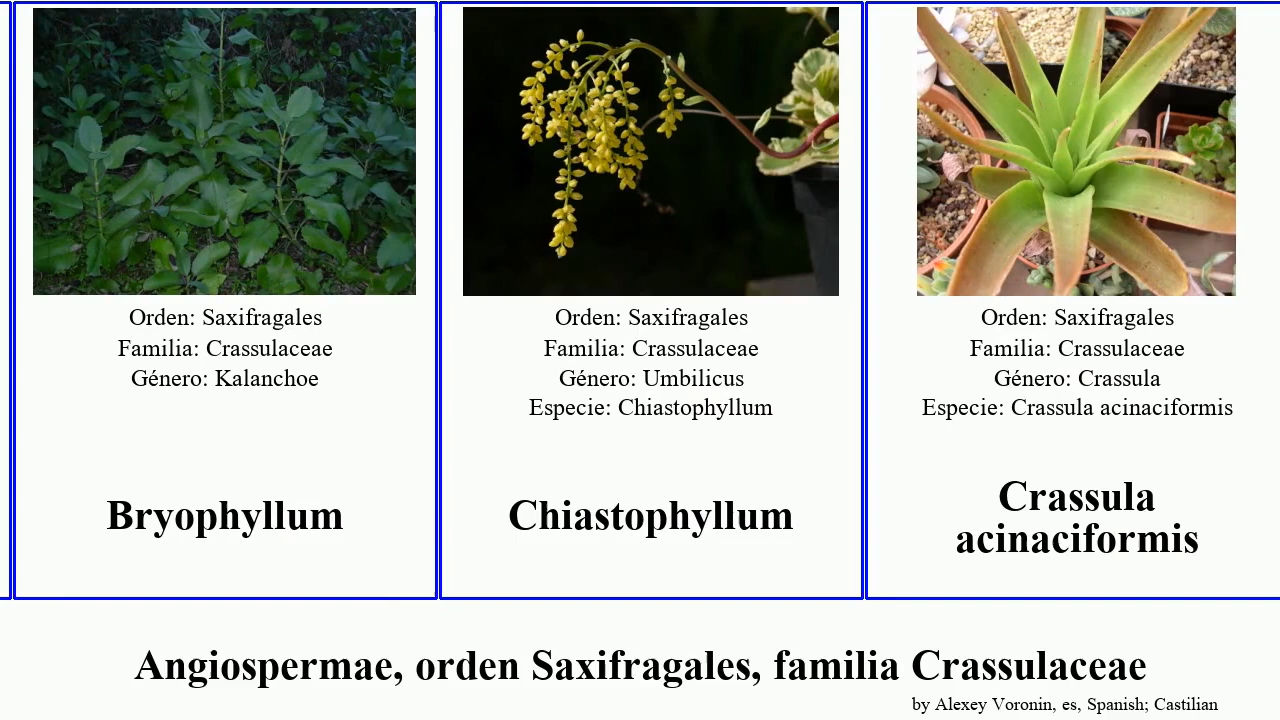 Orden: Saxifragales
Familia: Crassulaceae
Género: Kalanchoe
Bryophyllum
Orden: Saxifragales
Familia: Crassulaceae
Género: Umbilicus
Especie: Chiastophyllum
Chiastophyllum
Orden: Saxifragales
Familia: Crassulaceae
Género: Crassula
Especie: Crassula acinaciformis
Crassula
acinaciformis
Angiospermae, orden Saxifragales, familia Crassulaceae
by Alexey Voronin, es, Spanish; Castilian